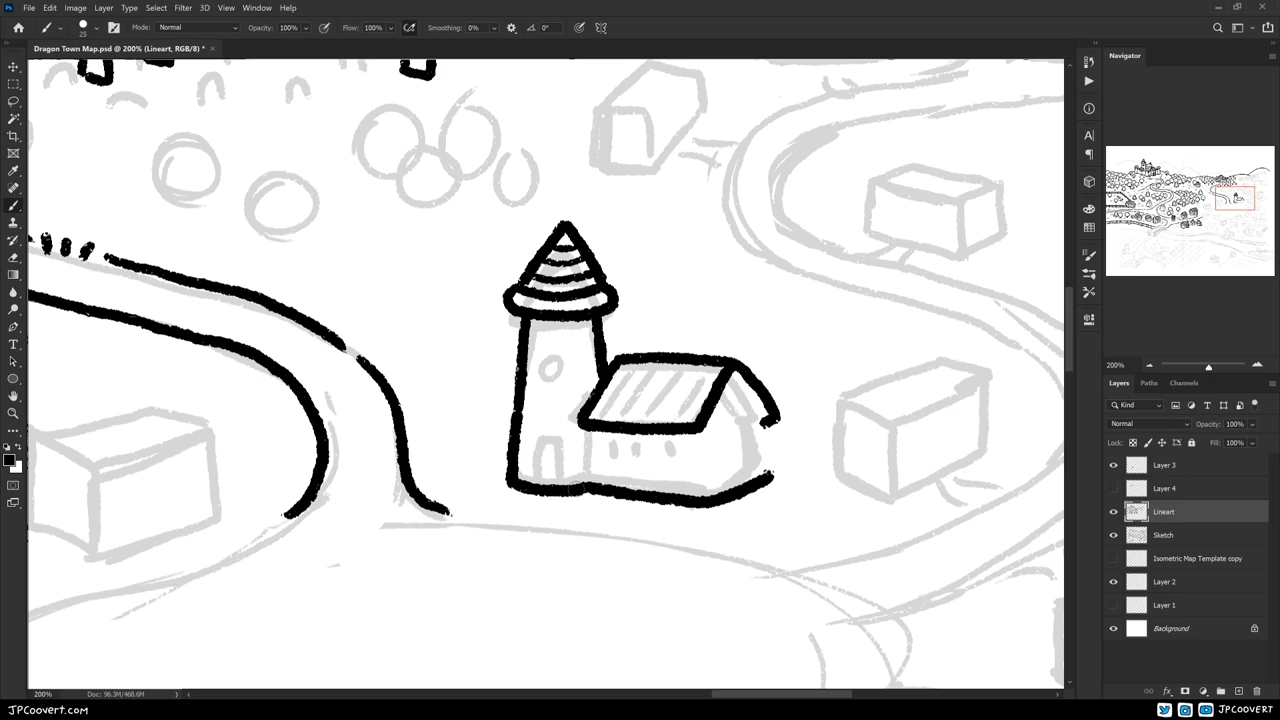 Ps File Edit Image Layer Type Select Filter 3D View Window Help
25 Mode: Normal Opacity: 100% Flow: 100% Smoothing: 0% 0°
Dragon Town Map.psd @ 200% (Lineart, RGB/8) * ×
Navigator
200%
Layers Paths Channels
Kind
Normal Opacity: 100%
Lock: Fill: 100%
Layer 3
Layer 4
Lineart
Sketch
Isometric Map Template copy
Layer 2
Layer 1
Background
200% Doc: 96.3M/468.6M
fx
JPCoovert.com
JPCOOVERT